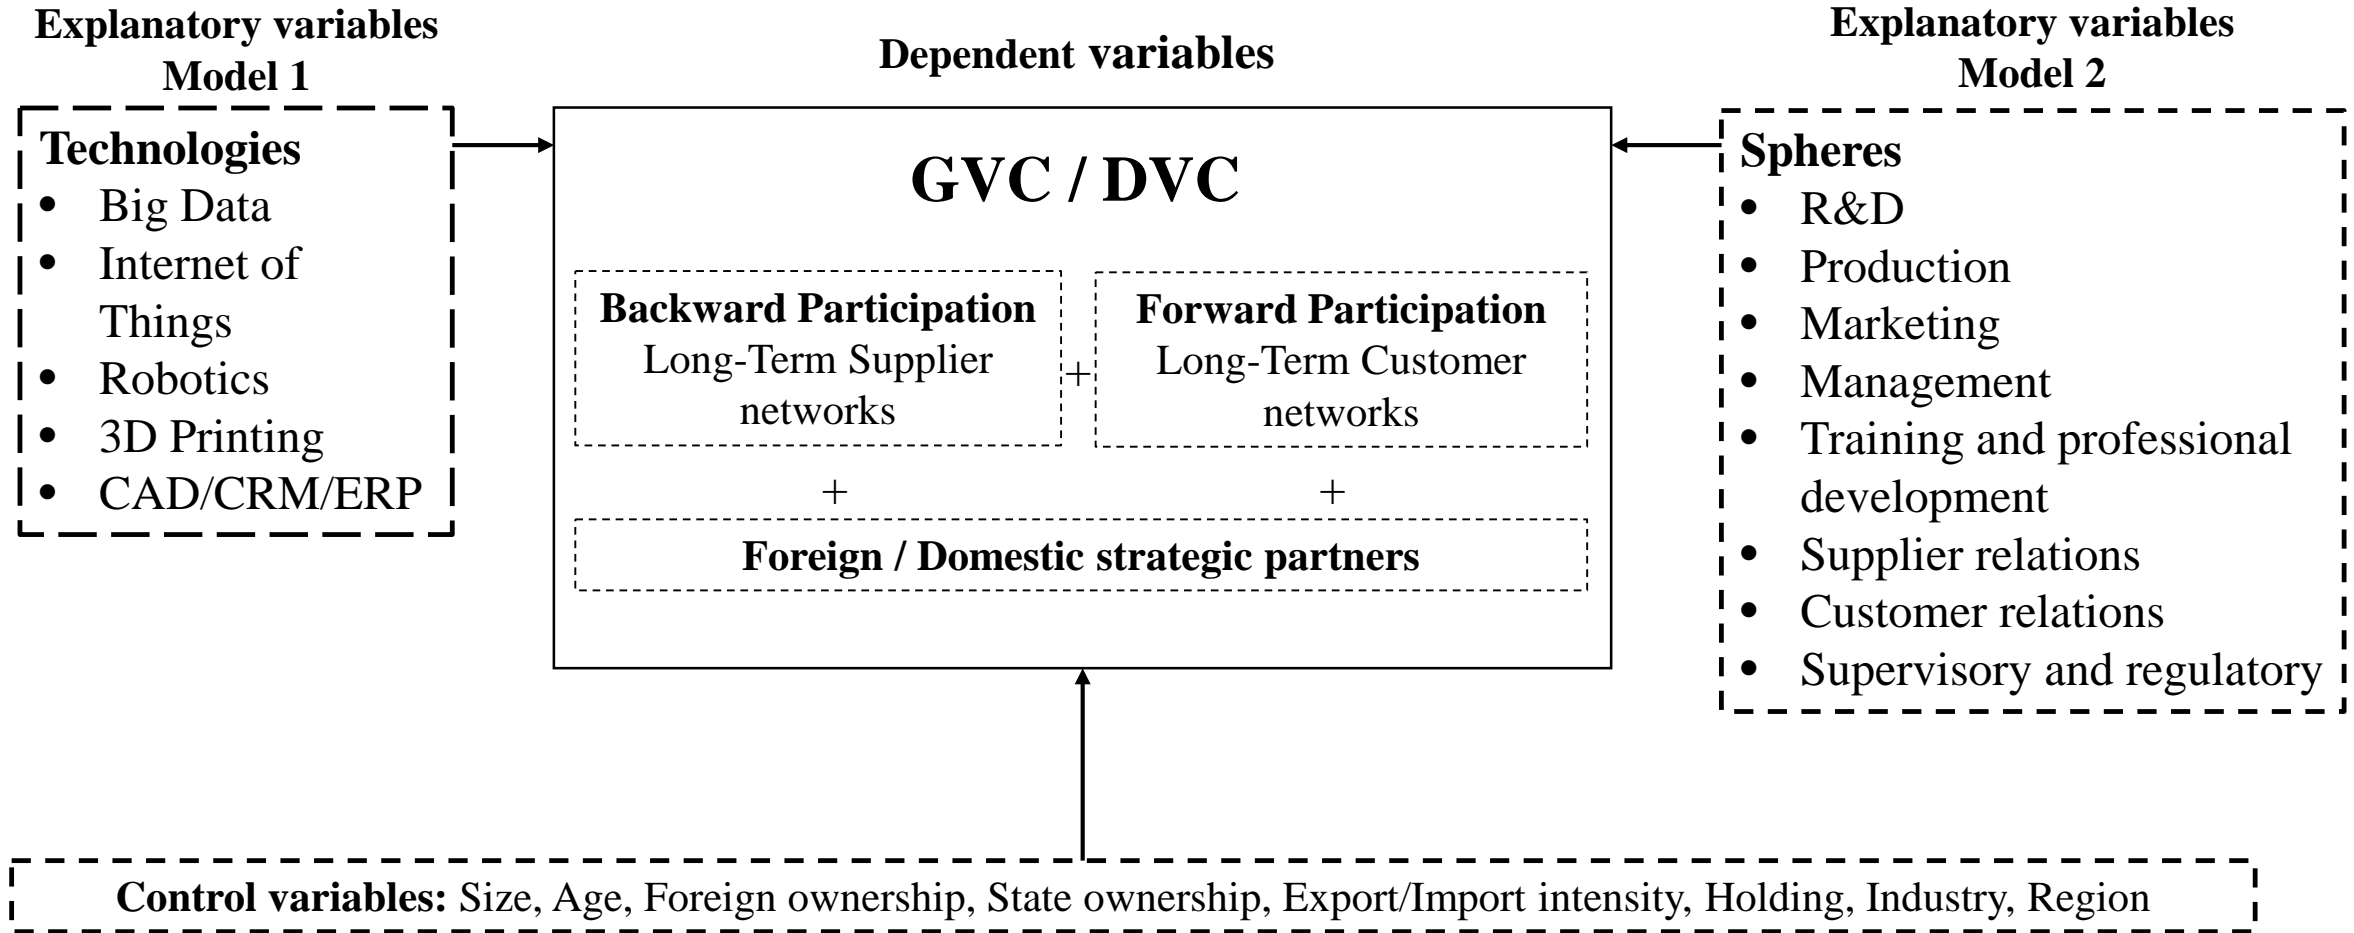 Explanatory variables
Model 1
Technologies
• Big Data
• Internet of
Things
• Robotics
• 3D Printing
• CAD/CRM/ERP
Dependent variables
GVC / DVC
Backward Participation
Long-Term Supplier
networks
+
Forward Participation
Long-Term Customer
networks
+
+
Foreign / Domestic strategic partners
Explanatory variables
Model 2
Spheres
• R&D
• Production
• Marketing
• Management
• Training and professional
development
• Supplier relations
• Customer relations
• Supervisory and regulatory
Control variables: Size, Age, Foreign ownership, State ownership, Export/Import intensity, Holding, Industry, Region